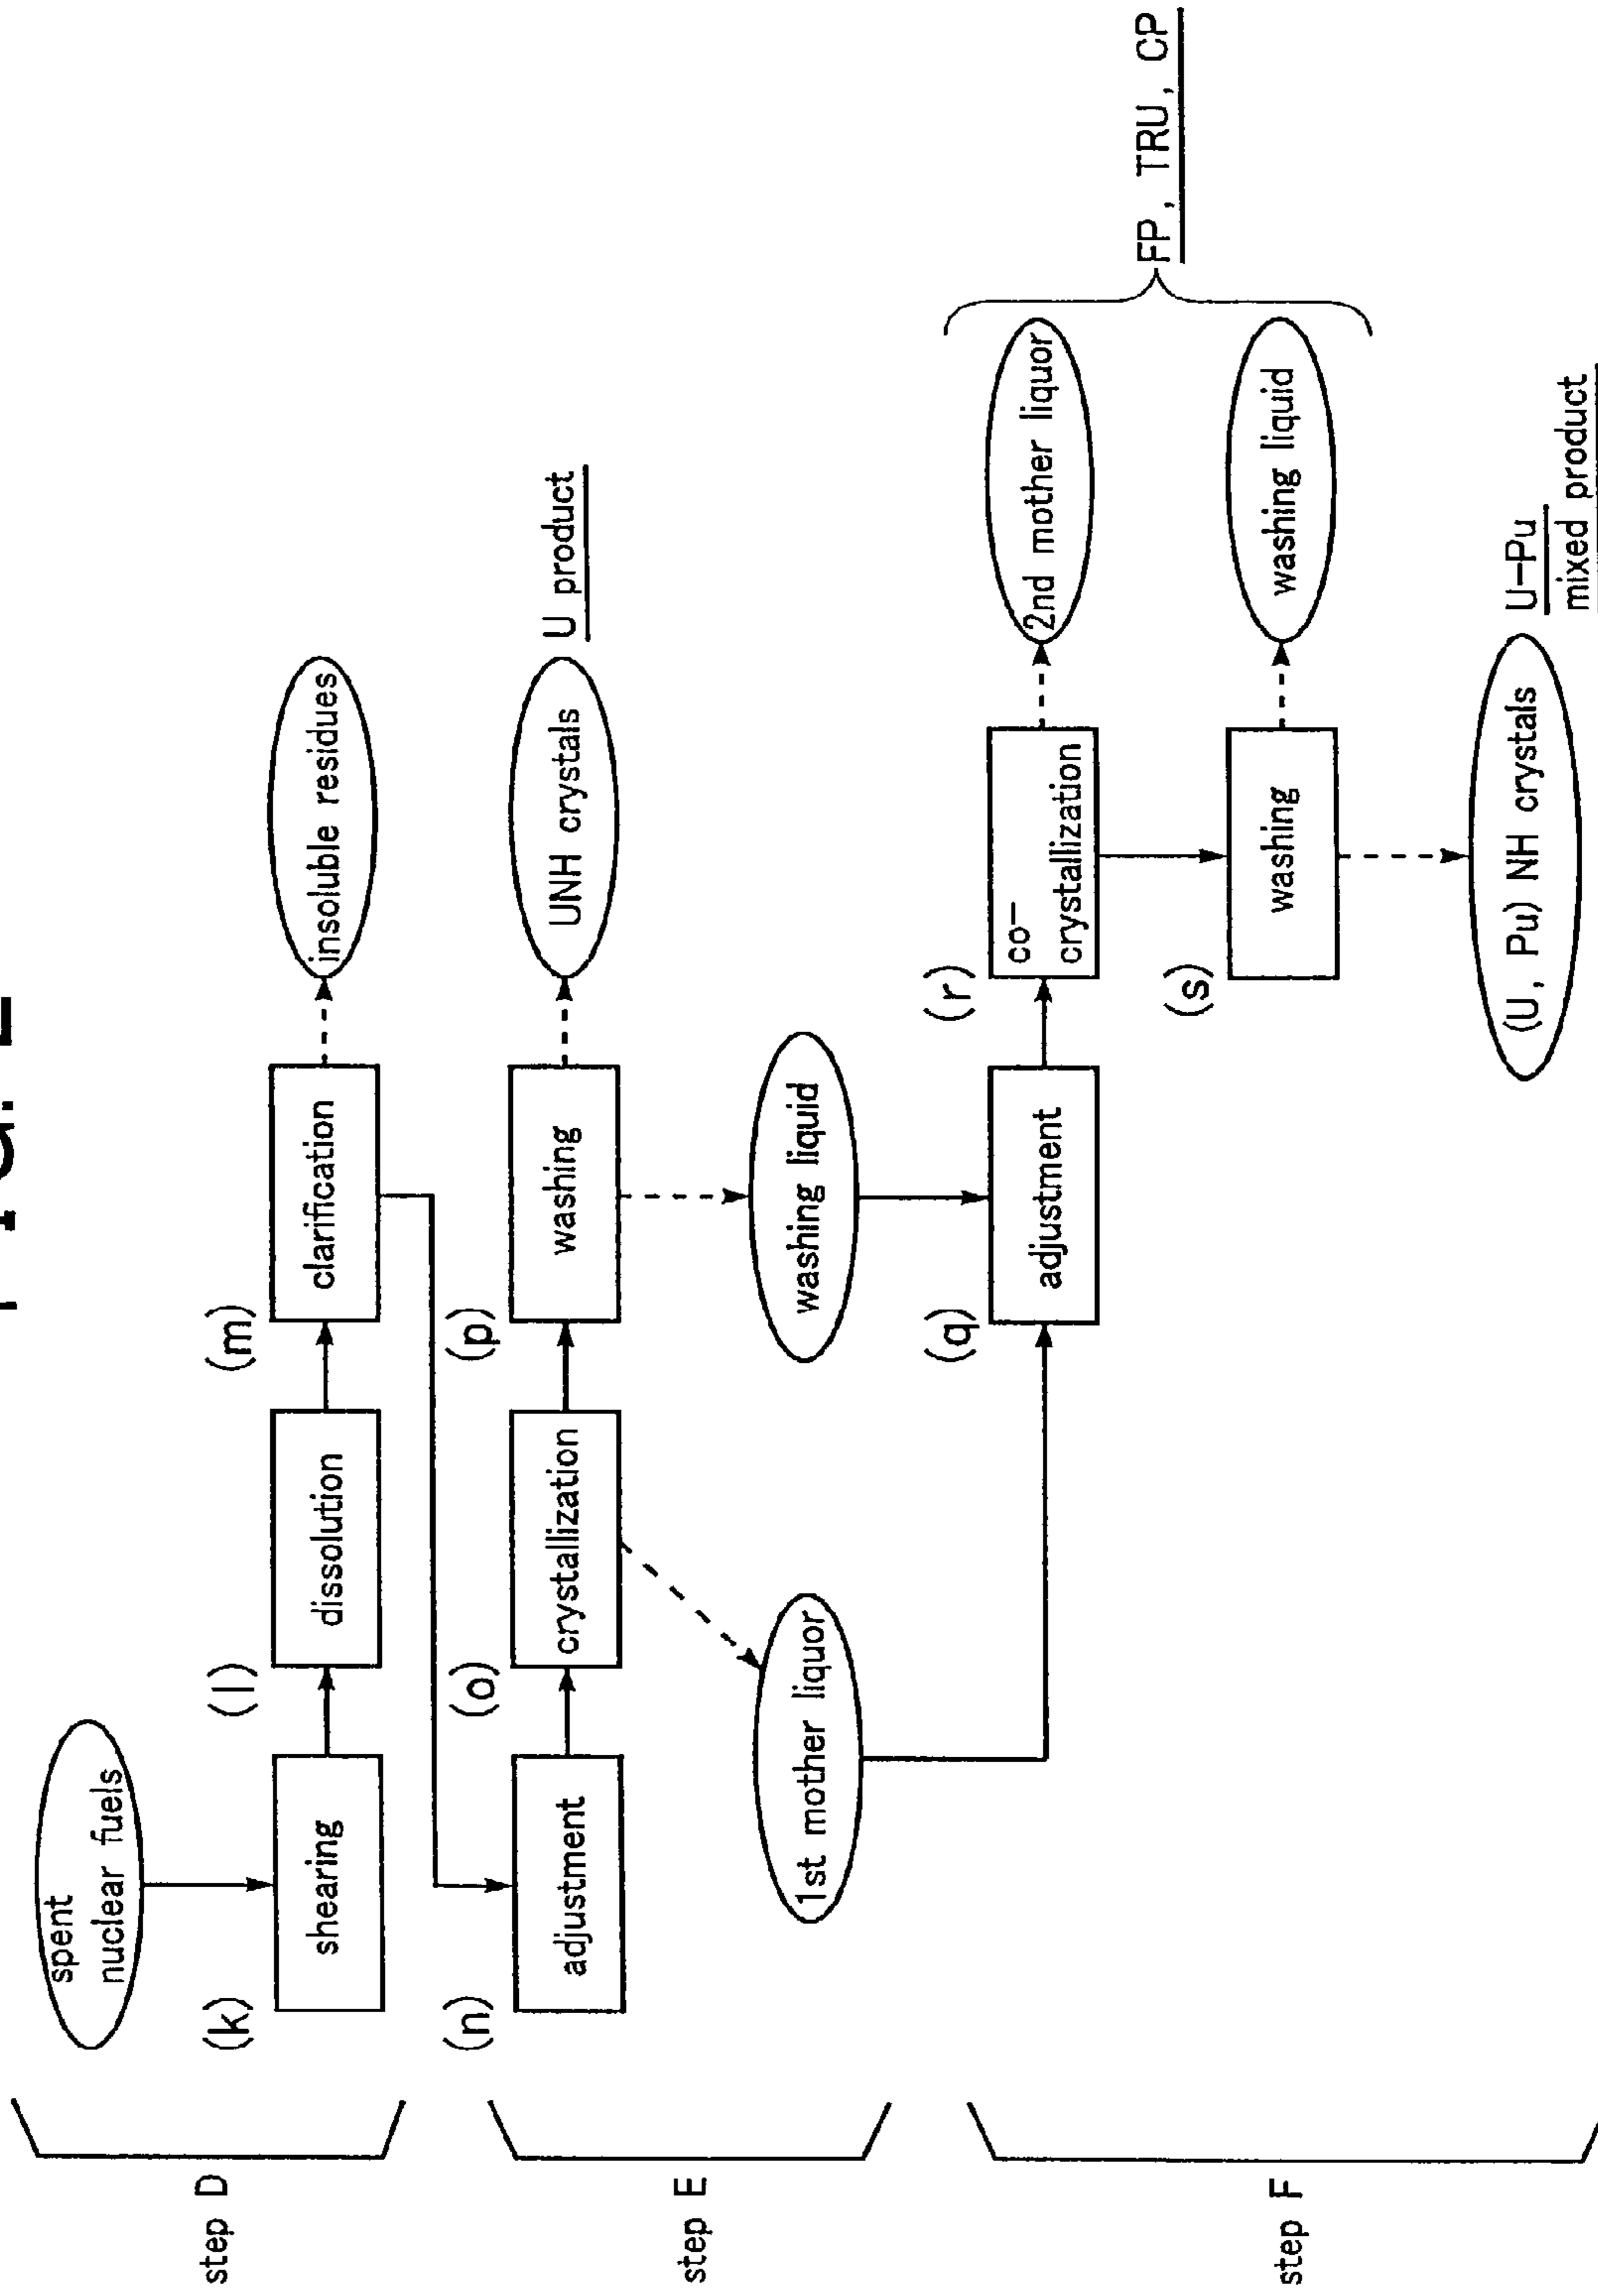 step D
spent
nuclear fuels
(k)
shearing
(l)
dissolution
(m)
clarification
insoluble residues
step E
(n)
adjustment
(o)
crystallization
(p)
washing
UNH crystals
U product
1st mother liquor
washing liquid
step F
(q)
adjustment
(r)
co-
crystallization
2nd mother liquor
FP, TRU, CP
(s)
washing
washing liquid
(U, Pu) NH crystals
U-Pu
mixed product